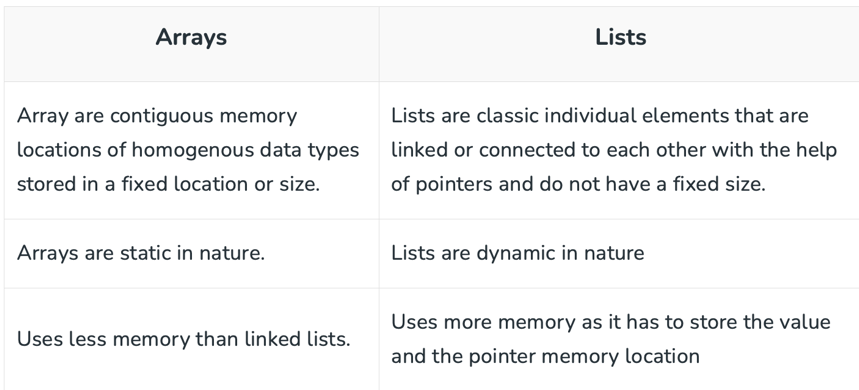 Arrays
Lists
Array are contiguous memory
locations of homogenous data types
stored in a fixed location or size.
Lists are classic individual elements that are
linked or connected to each other with the help
of pointers and do not have a fixed size.
Arrays are static in nature.
Lists are dynamic in nature
Uses less memory than linked lists.
Uses more memory as it has to store the value
and the pointer memory location